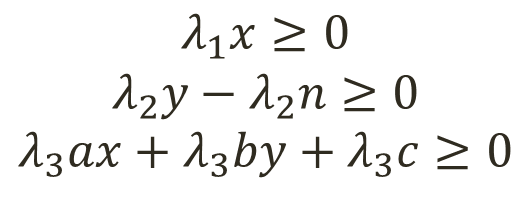 λ₁x ≥ 0
λ₂y − λ₂n ≥ 0
λ₃ax + λ₃by + λ₃c ≥ 0